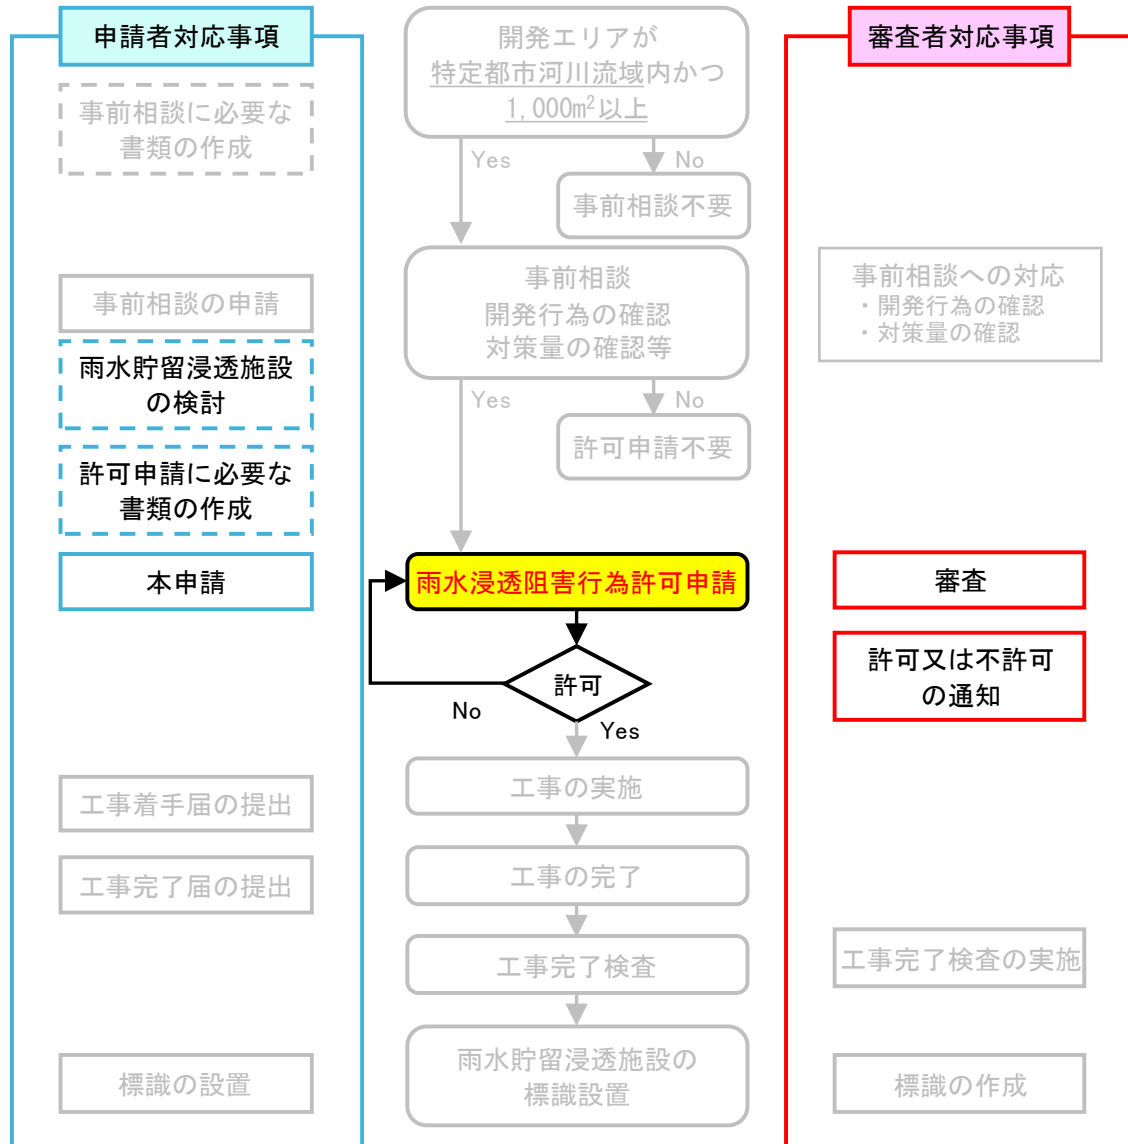 申請者対応事項
事前相談に必要な
書類の作成
事前相談の申請
雨水貯留浸透施設
の検討
許可申請に必要な
書類の作成
本申請
工事着手届の提出
工事完了届の提出
標識の設置
開発エリアが
特定都市河川流域内かつ
1,000m²以上
Yes
No
事前相談不要
事前相談
開発行為の確認
対策量の確認等
Yes
No
許可申請不要
雨水浸透阻害行為許可申請
許可
No
Yes
工事の実施
工事の完了
工事完了検査
雨水貯留浸透施設の
標識設置
審査者対応事項
事前相談への対応
・開発行為の確認
・対策量の確認
審査
許可又は不許可
の通知
工事完了検査の実施
標識の作成